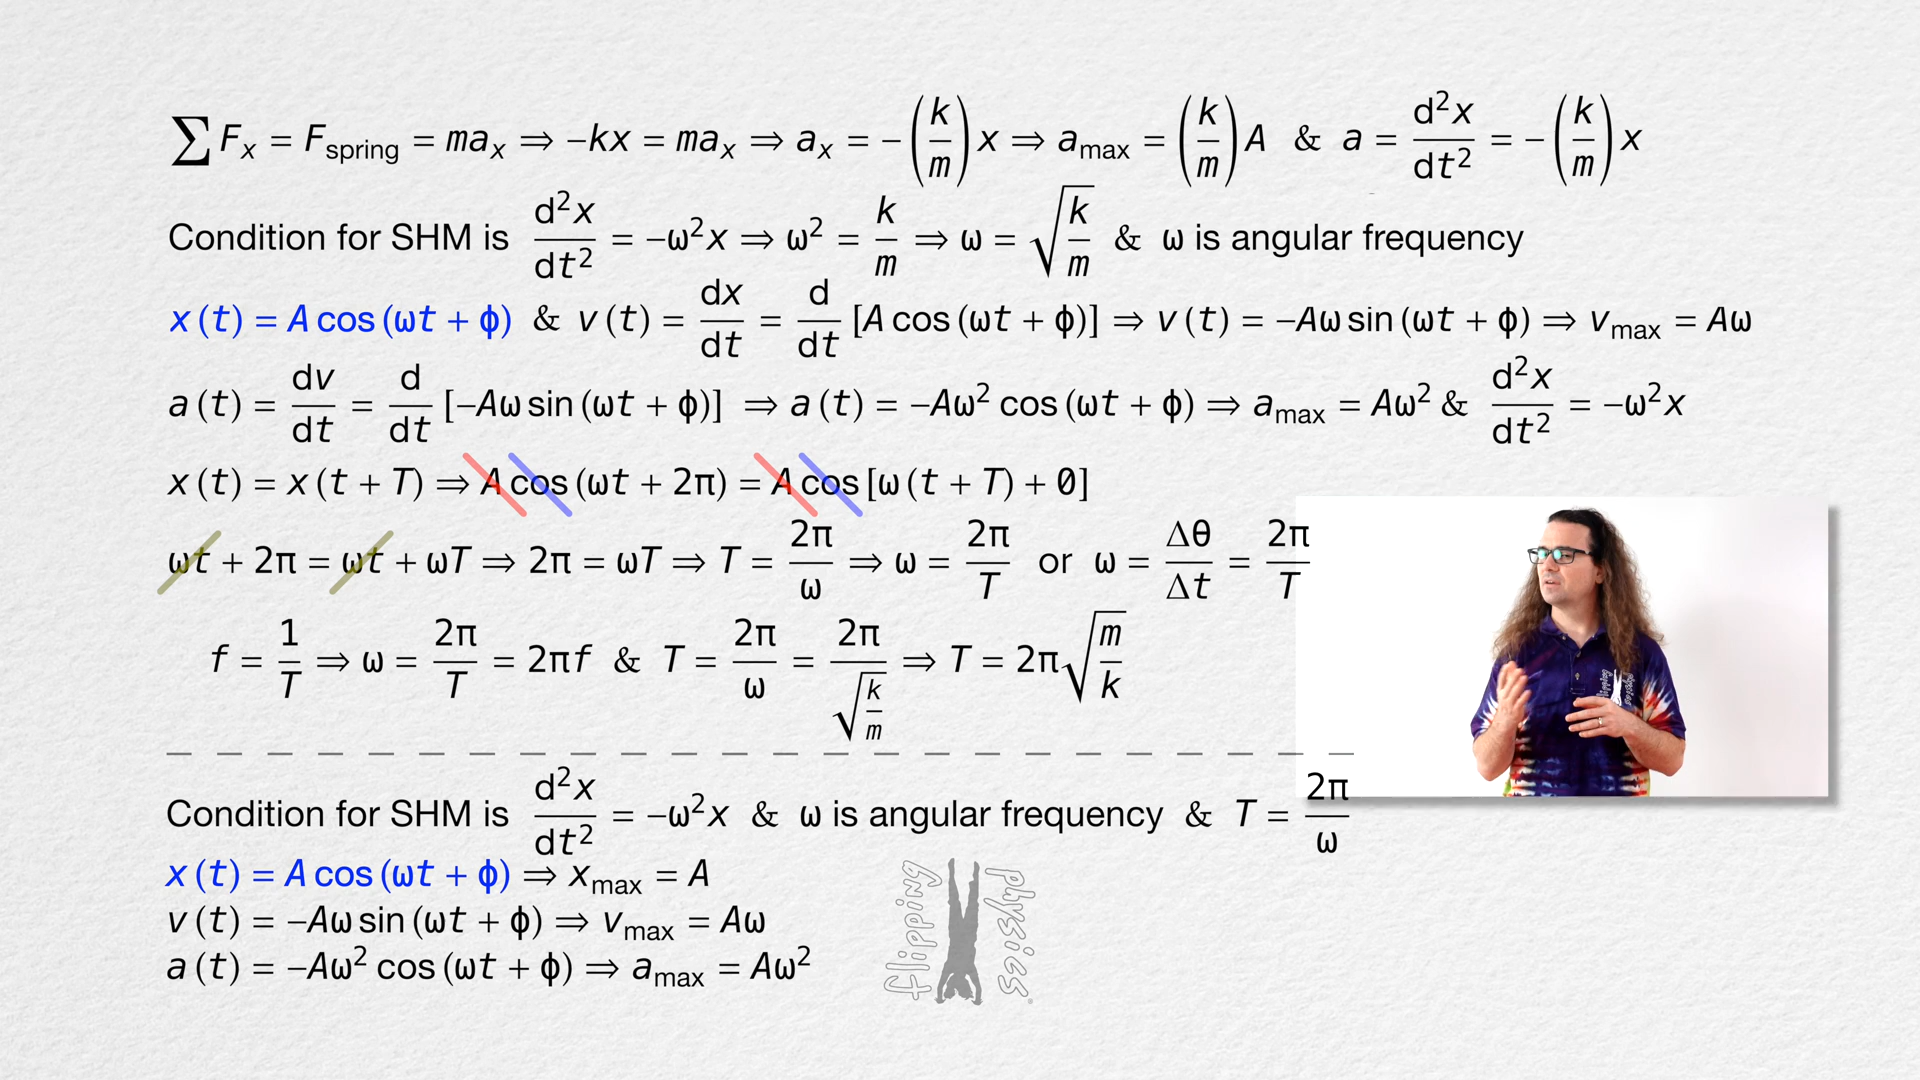 ∑Fₓ = F_spring = maₓ ⇒ −kx = maₓ ⇒ aₓ = −(k/m)x ⇒ a_max = (k/m)A & a = d²x/dt² = −(k/m)x
Condition for SHM is d²x/dt² = −ω²x ⇒ ω² = k/m ⇒ ω = √(k/m) & ω is angular frequency
x(t) = A cos(ωt + ϕ) & v(t) = dx/dt = d/dt [A cos(ωt + ϕ)] ⇒ v(t) = −Aω sin(ωt + ϕ) ⇒ v_max = Aω
a(t) = dv/dt = d/dt [−Aω sin(ωt + ϕ)] ⇒ a(t) = −Aω² cos(ωt + ϕ) ⇒ a_max = Aω² & d²x/dt² = −ω²x
x(t) = x(t + T) ⇒ A cos(ωt + 2π) = A cos[ω(t + T) + 0]
ωt + 2π = ωt + ωT ⇒ 2π = ωT ⇒ T = 2π/ω ⇒ ω = 2π/T or ω = Δθ/Δt = 2π/T
f = 1/T ⇒ ω = 2π/T = 2πf & T = 2π/ω = 2π/√(k/m) ⇒ T = 2π√(m/k)
Condition for SHM is d²x/dt² = −ω²x & ω is angular frequency & T = 2π/ω
x(t) = A cos(ωt + ϕ) ⇒ x_max = A
v(t) = −Aω sin(ωt + ϕ) ⇒ v_max = Aω
a(t) = −Aω² cos(ωt + ϕ) ⇒ a_max = Aω²
flipping physics